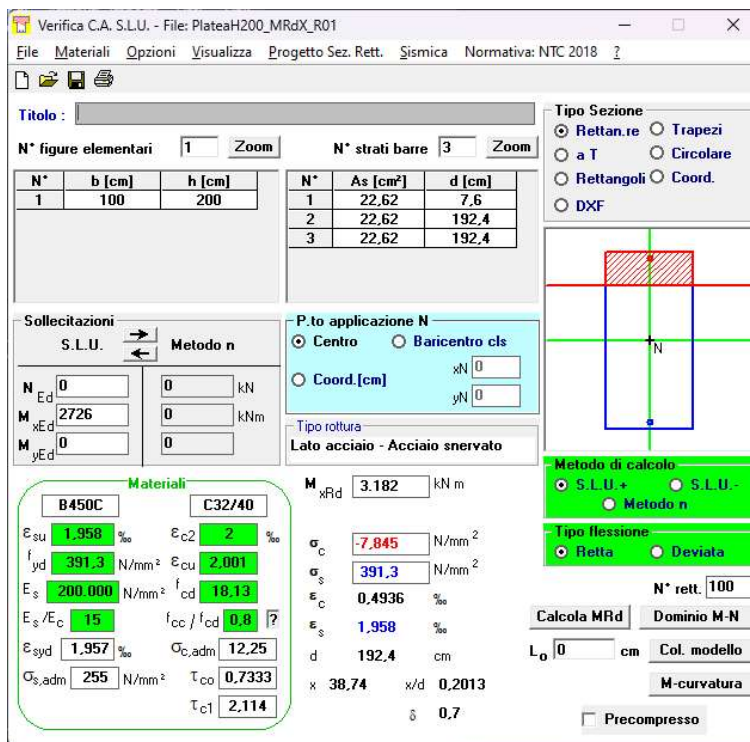 Verifica C.A. S.L.U. - File: PlateaH200_MRdX_R01
File Materiali Opzioni Visualizza Progetto Sez. Rett. Sismica Normativa: NTC 2018 ?
Titolo :
N° figure elementari 1 Zoom
N° strati barre 3 Zoom
N° b [cm] h [cm]
1 100 200
N° As [cm²] d [cm]
1 22,62 7,6
2 22,62 192,4
3 22,62 192,4
Tipo Sezione
Rettan.re Trapezi
a T Circolare
Rettangoli Coord.
DXF
N
Sollecitazioni
S.L.U. Metodo n
N Ed 0 0 kN
M xEd 2726 0 kNm
M yEd 0 0
P.to applicazione N
Centro Baricentro cls
Coord.[cm] xN 0
yN 0
Tipo rottura
Lato acciaio - Acciaio snervato
Metodo di calcolo
S.L.U.+ S.L.U.-
Metodo n
Tipo flessione
Retta Deviata
Materiali
B450C C32/40
εsu 1,958 ‰ εc2 2 ‰
fyd 391,3 N/mm² εcu 2,001
Es 200.000 N/mm² fcd 18,13
Es/Ec 15 fcc / fcd 0,8 ?
εsyd 1,957 ‰ σc,adm 12,25
σs,adm 255 N/mm² τco 0,7333
τc1 2,114
M xRd 3.182 kN m
σc -7,845 N/mm²
σs 391,3 N/mm²
εc 0,4936 ‰
εs 1,958 ‰
d 192,4 cm
x 38,74 x/d 0,2013
δ 0,7
N° rett. 100
Calcola MRd Dominio M-N
Lo 0 cm Col. modello
M-curvatura
Precompresso